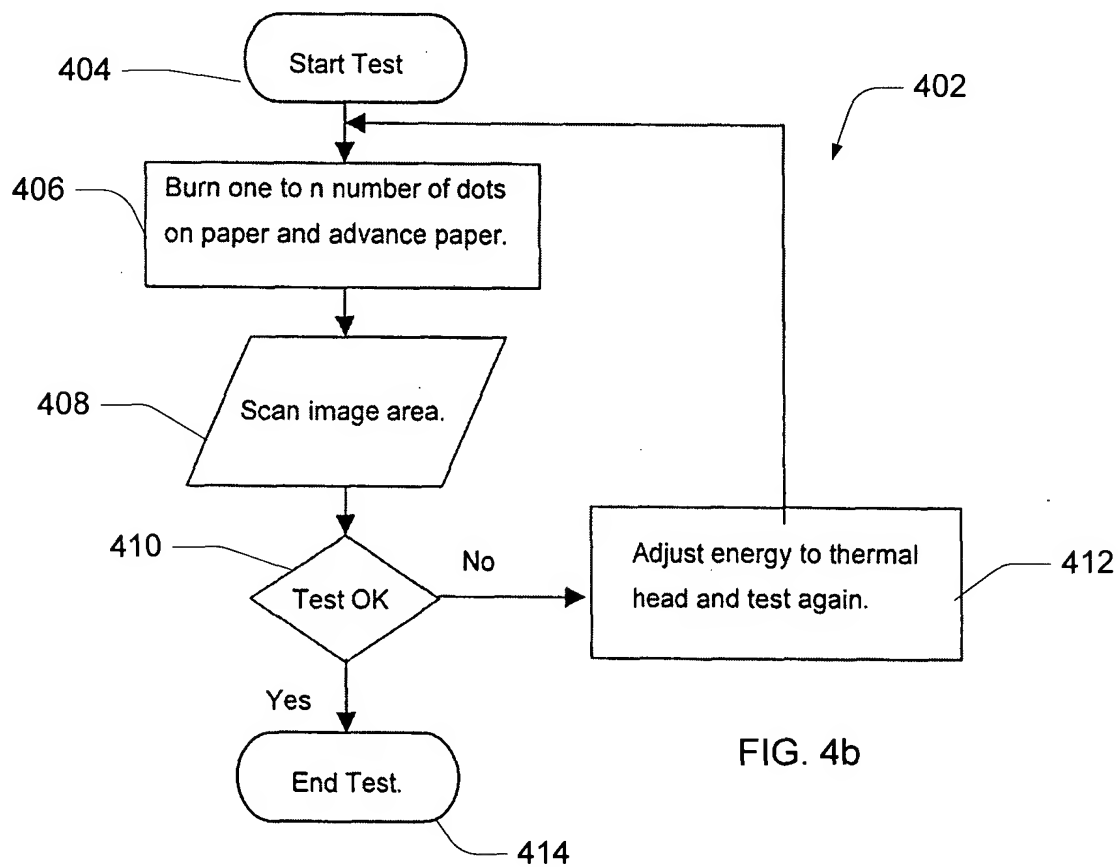 404
Start Test
402
406
Burn one to n number of dots
on paper and advance paper.
408
Scan image area.
410
Test OK
No
Adjust energy to thermal
head and test again.
412
Yes
End Test.
414
FIG. 4b